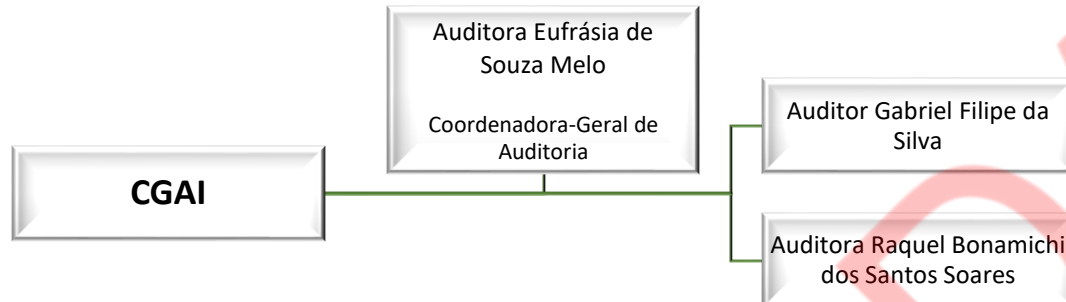 Auditora Eufrásia de
Souza Melo
Coordenadora-Geral de
Auditoria
CGAI
Auditor Gabriel Filipe da
Silva
Auditora Raquel Bonamichi
dos Santos Soares